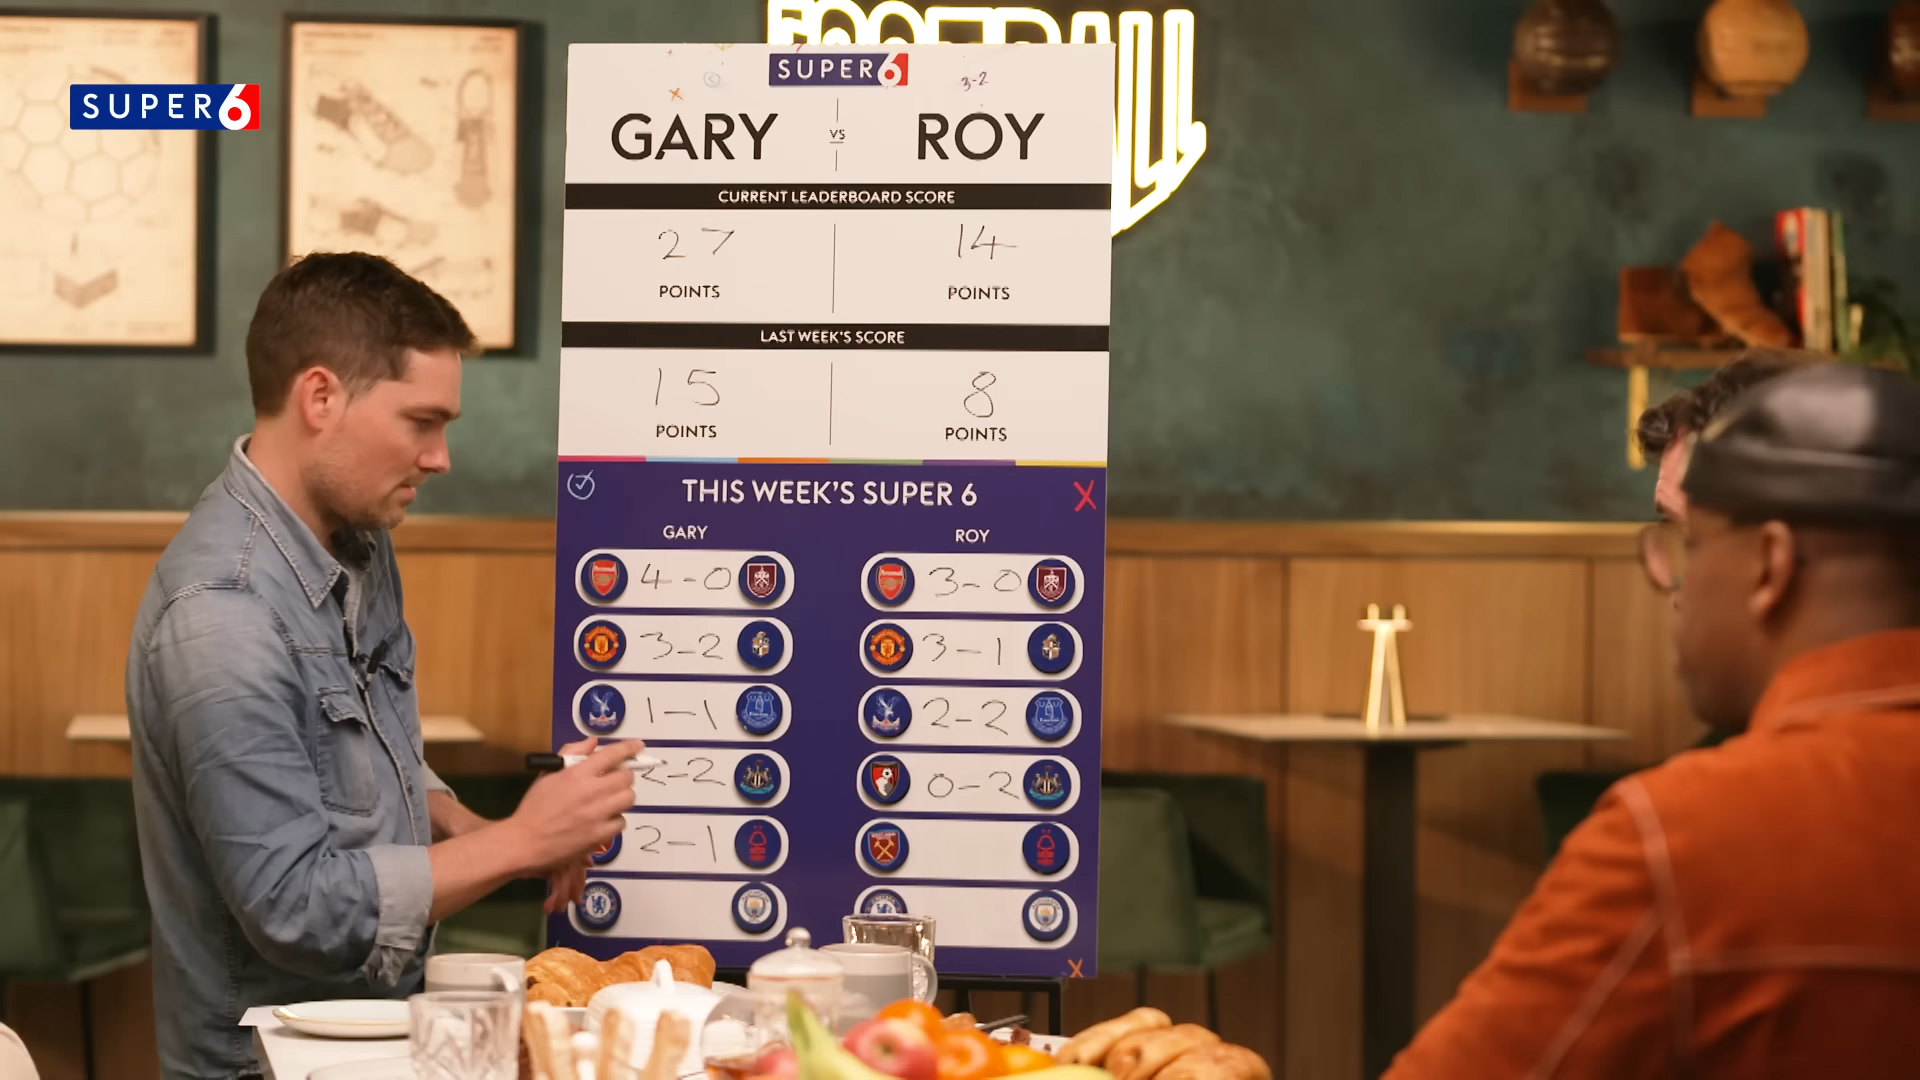 FOOTBALL
SUPER6
SUPER6
3-2
GARY vs ROY
CURRENT LEADERBOARD SCORE
27 14
POINTS POINTS
LAST WEEK'S SCORE
15 8
POINTS POINTS
THIS WEEK'S SUPER 6
GARY ROY
4-0 3-0
3-2 3-1
1-1 2-2
2-2 0-2
2-1